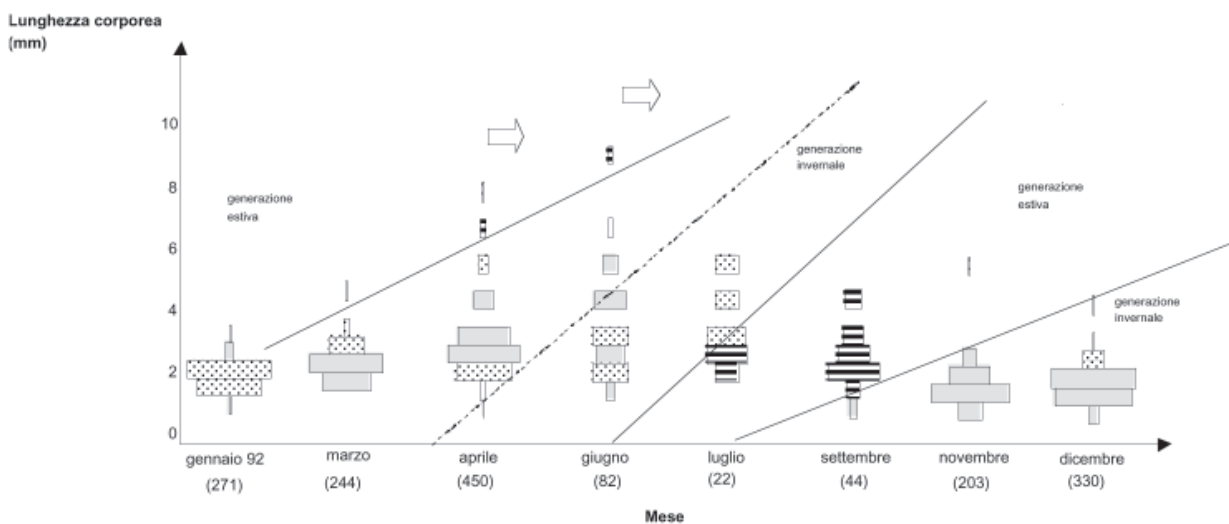 Lunghezza corporea
(mm)
10
8
6
4
2
0
generazione
estiva
generazione
invernale
generazione
estiva
generazione
invernale
gennaio 92 marzo aprile giugno luglio settembre novembre dicembre
(271) (244) (450) (82) (22) (44) (203) (330)
Mese